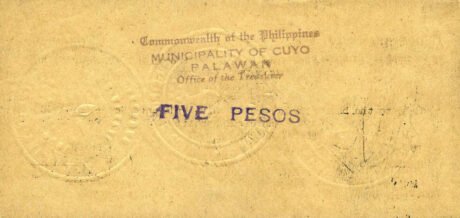 Commonwealth of the Philippines
MUNICIPALITY OF CUYO
PALAWAN
Office of the Treasurer
FIVE PESOS